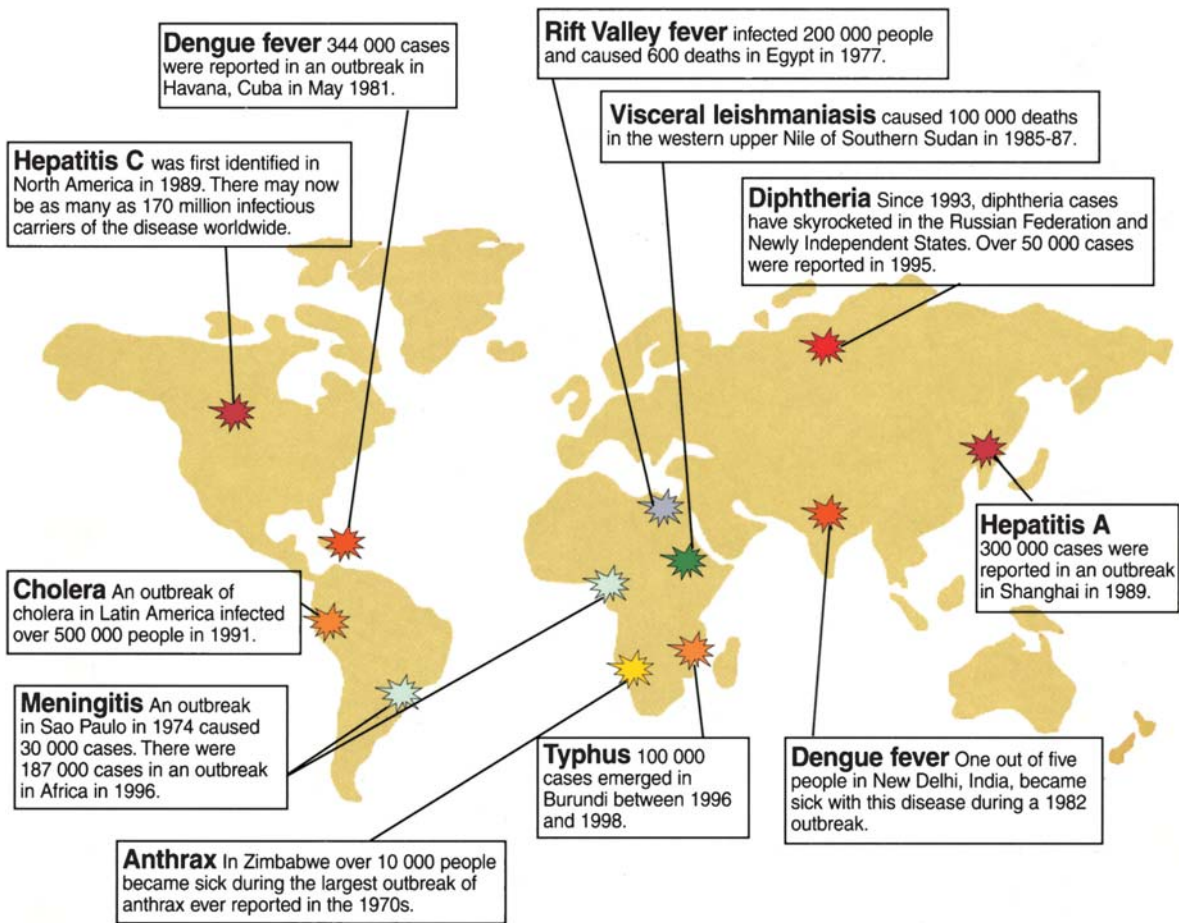 Dengue fever 344 000 cases
were reported in an outbreak in
Havana, Cuba in May 1981.
Rift Valley fever infected 200 000 people
and caused 600 deaths in Egypt in 1977.
Visceral leishmaniasis caused 100 000 deaths
in the western upper Nile of Southern Sudan in 1985-87.
Hepatitis C was first identified in
North America in 1989. There may now
be as many as 170 million infectious
carriers of the disease worldwide.
Diphtheria Since 1993, diphtheria cases
have skyrocketed in the Russian Federation and
Newly Independent States. Over 50 000 cases
were reported in 1995.
Hepatitis A
300 000 cases were
reported in an outbreak
in Shanghai in 1989.
Cholera An outbreak of
cholera in Latin America infected
over 500 000 people in 1991.
Meningitis An outbreak
in Sao Paulo in 1974 caused
30 000 cases. There were
187 000 cases in an outbreak
in Africa in 1996.
Typhus 100 000
cases emerged in
Burundi between 1996
and 1998.
Dengue fever One out of five
people in New Delhi, India, became
sick with this disease during a 1982
outbreak.
Anthrax In Zimbabwe over 10 000 people
became sick during the largest outbreak of
anthrax ever reported in the 1970s.